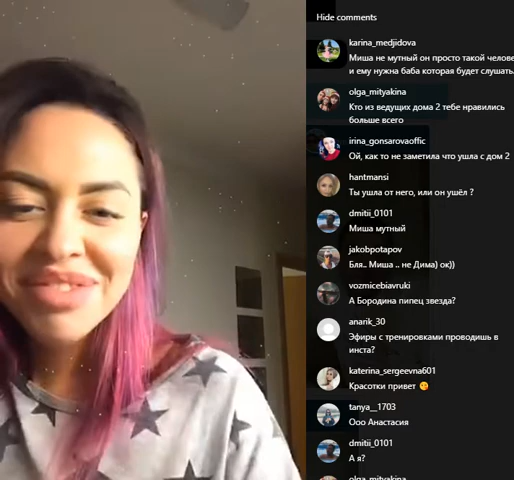 Hide comments
karina_medjidova
Миша не мутный он просто такой челове
и ему нужна баба которая будет слушать.
olga_mityakina
Кто из ведущих дома 2 тебе нравились
больше всего
irina_gonsarovaoffic
Ой, как то не заметила что ушла с дом 2
hantmansi
Ты ушла от него, или он ушёл ?
dmitii_0101
Миша мутный
jakobpotapov
Бля.. Миша .. не Дима) ок))
vozmicebiavruki
А Бородина пипец звезда?
anarik_30
Эфиры с тренировками проводишь в
инста?
katerina_sergeevna601
Красотки привет 😘
tanya__1703
Ооо Анастасия
dmitii_0101
А я?
olga_mityakina